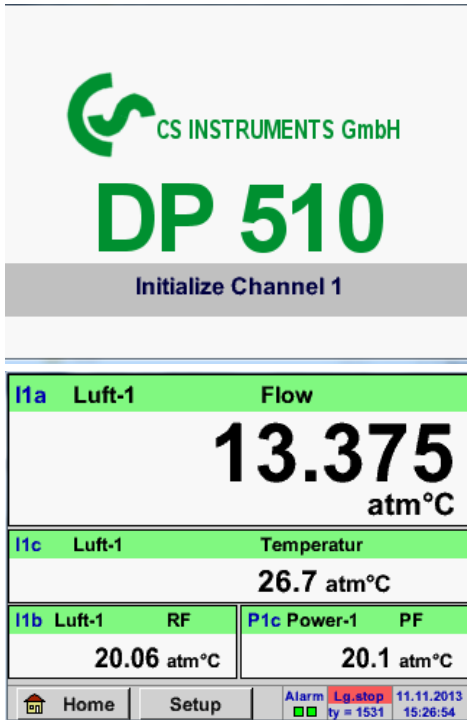 CS INSTRUMENTS GmbH
DP 510
Initialize Channel 1
I1a Luft-1 Flow
13.375
atm°C
I1c Luft-1 Temperatur
26.7 atm°C
I1b Luft-1 RF P1c Power-1 PF
20.06 atm°C 20.1 atm°C
Home Setup Alarm Lg.stop 11.11.2013
ty = 1531 15:26:54